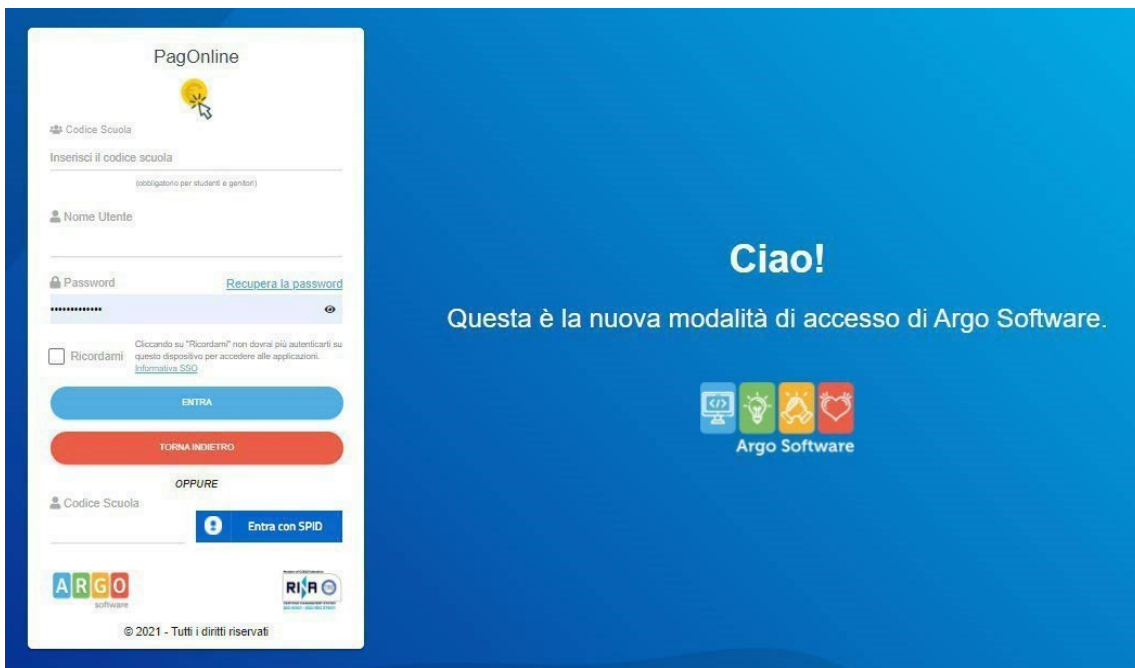 PagOnline
Codice Scuola
Inserisci il codice scuola
(obbligatorio per studenti e genitori)
Nome Utente
Password Recupera la password
•••••••••••••
Ricordami
Cliccando su "Ricordami" non dovrai più autenticarti su
questo dispositivo per accedere alle applicazioni.
Informativa SSO
ENTRA
TORNA INDIETRO
OPPURE
Codice Scuola
Entra con SPID
ARGO
software
RINA
© 2021 - Tutti i diritti riservati
Ciao!
Questa è la nuova modalità di accesso di Argo Software.
</>
Argo Software